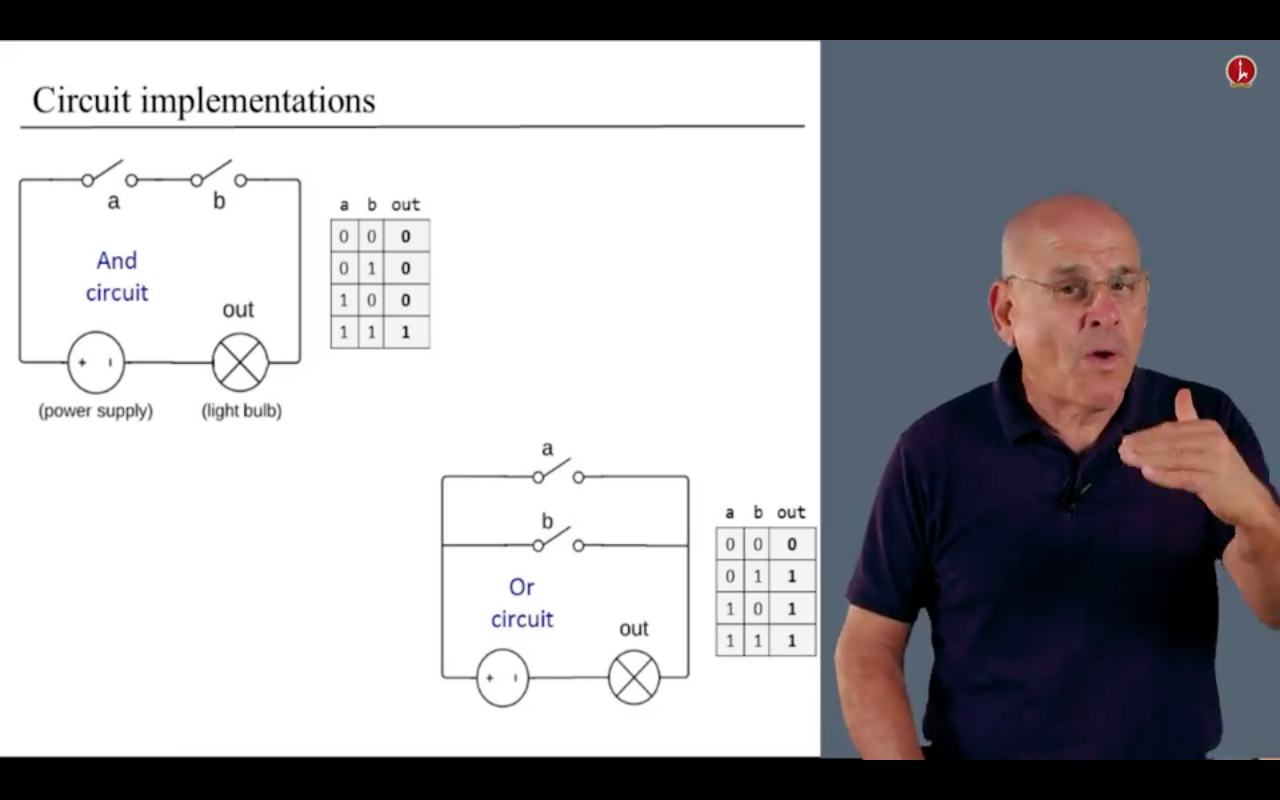 Circuit implementations
a
b
And
circuit
out
+
(power supply)
(light bulb)
a b out
0 0 0
0 1 0
1 0 0
1 1 1
a
b
Or
circuit
out
+
a b out
0 0 0
0 1 1
1 0 1
1 1 1